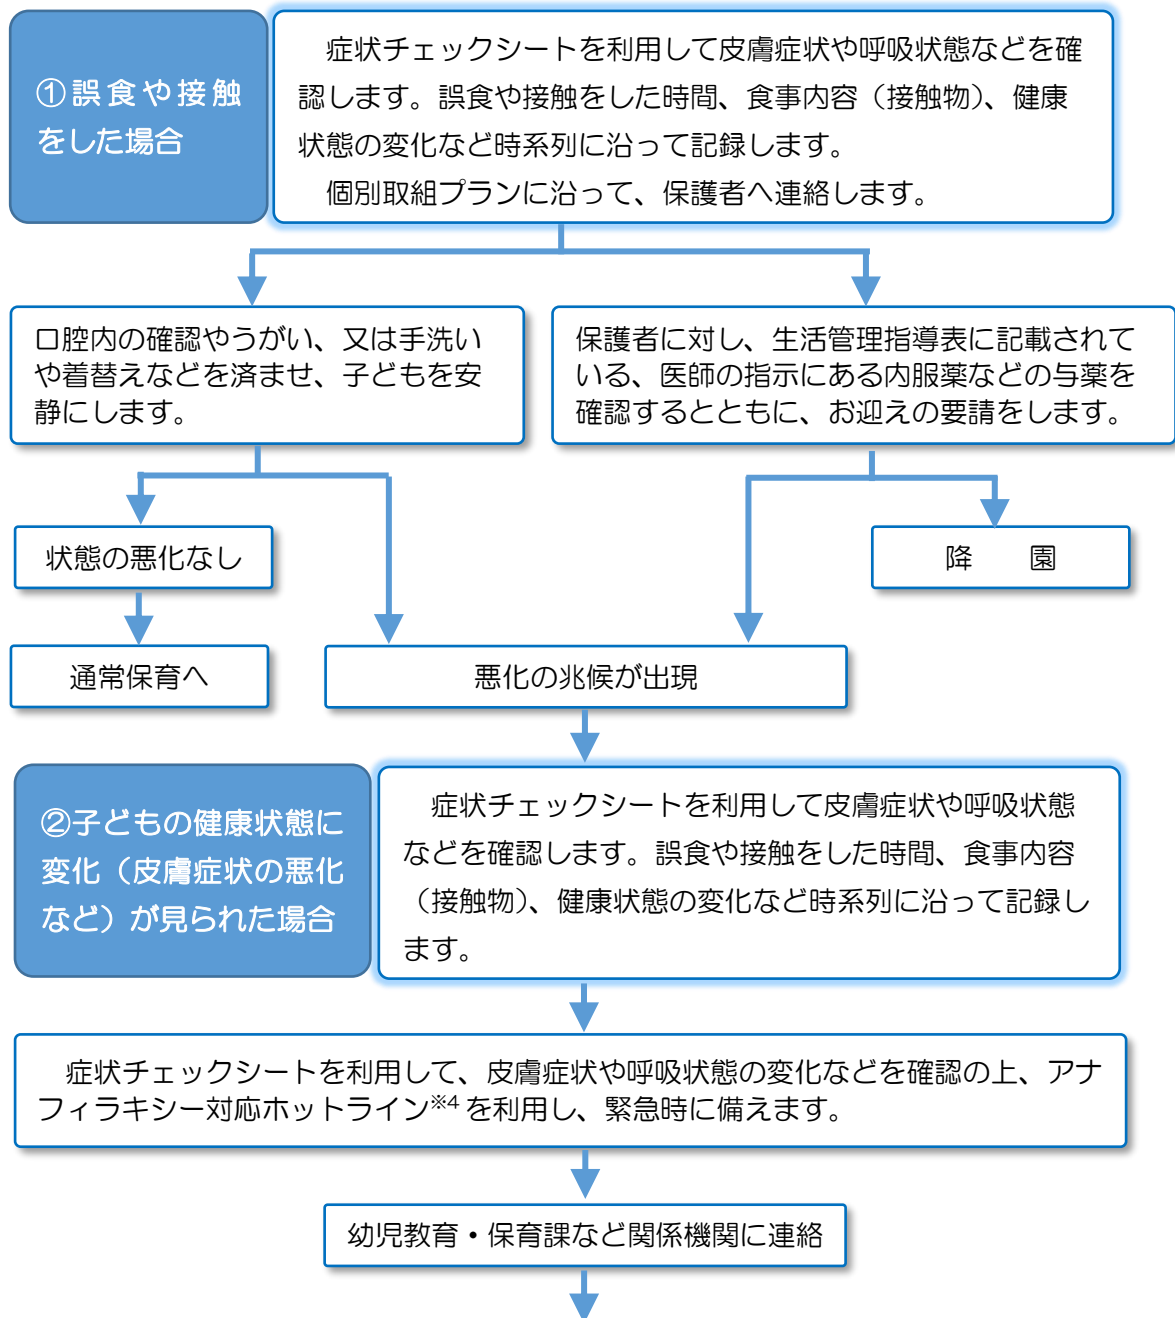 ①誤食や接触
をした場合
症状チェックシートを利用して皮膚症状や呼吸状態などを確
認します。誤食や接触をした時間、食事内容（接触物）、健康
状態の変化など時系列に沿って記録します。
個別取組プランに沿って、保護者へ連絡します。
口腔内の確認やうがい、又は手洗い
や着替えなどを済ませ、子どもを安
静にします。
保護者に対し、生活管理指導表に記載されて
いる、医師の指示にある内服薬などの与薬を
確認するとともに、お迎えの要請をします。
状態の悪化なし
降　　園
通常保育へ
悪化の兆候が出現
②子どもの健康状態に
変化（皮膚症状の悪化
など）が見られた場合
症状チェックシートを利用して皮膚症状や呼吸状態
などを確認します。誤食や接触をした時間、食事内容
（接触物）、健康状態の変化など時系列に沿って記録し
ます。
症状チェックシートを利用して、皮膚症状や呼吸状態の変化などを確認の上、アナ
フィラキシー対応ホットライン※4 を利用し、緊急時に備えます。
幼児教育・保育課など関係機関に連絡